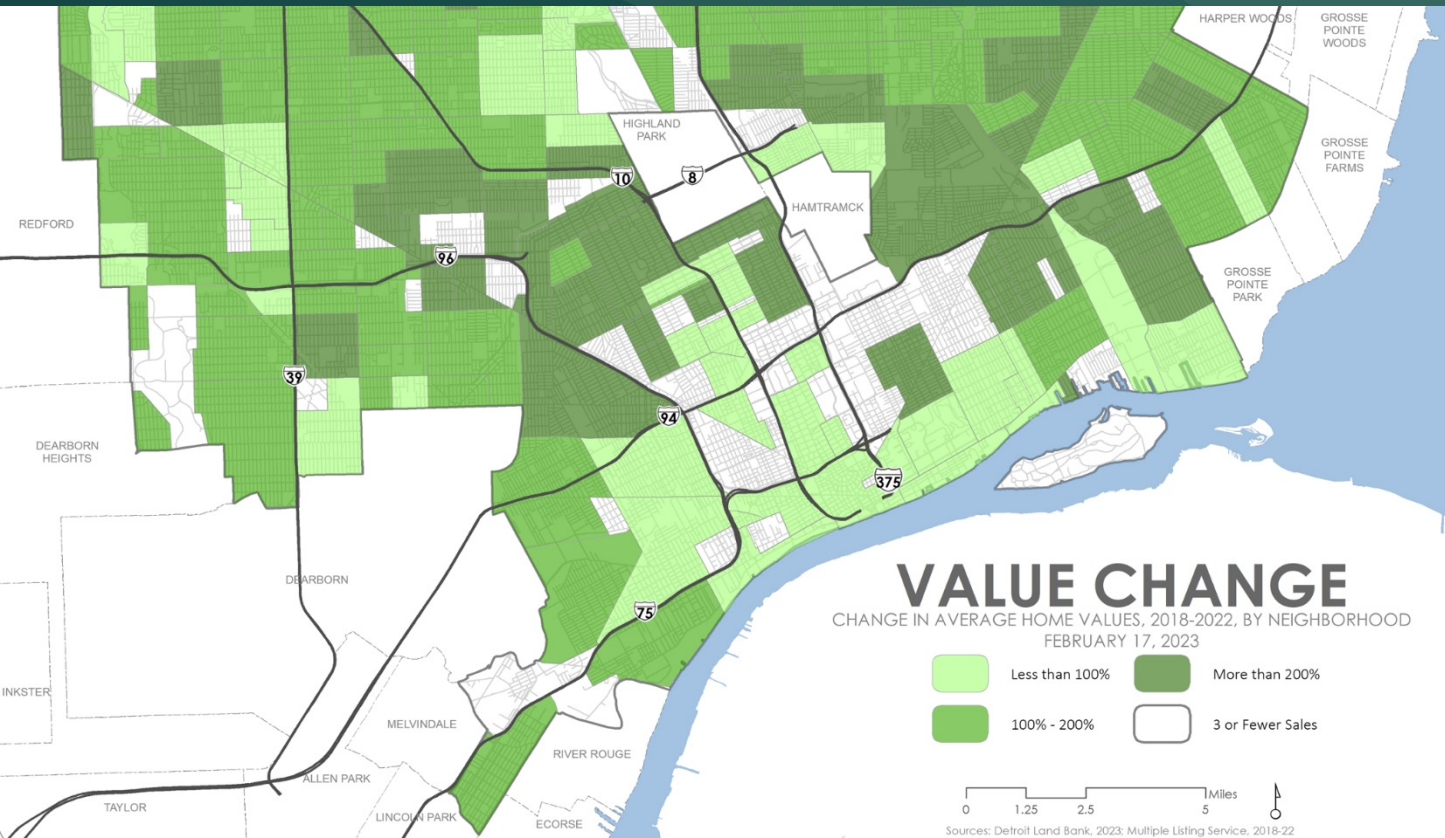 HARPER WOODS
GROSSE
POINTE
WOODS
HIGHLAND
PARK
GROSSE
POINTE
FARMS
10
8
REDFORD
HAMTRAMCK
96
GROSSE
POINTE
PARK
39
94
DEARBORN
HEIGHTS
375
DEARBORN
75
INKSTER
MELVINDALE
RIVER ROUGE
ALLEN PARK
TAYLOR
LINCOLN PARK
ECORSE
VALUE CHANGE
CHANGE IN AVERAGE HOME VALUES, 2018-2022, BY NEIGHBORHOOD
FEBRUARY 17, 2023
Less than 100%
More than 200%
100% - 200%
3 or Fewer Sales
Miles
0 1.25 2.5 5
Sources: Detroit Land Bank, 2023; Multiple Listing Service, 2018-22